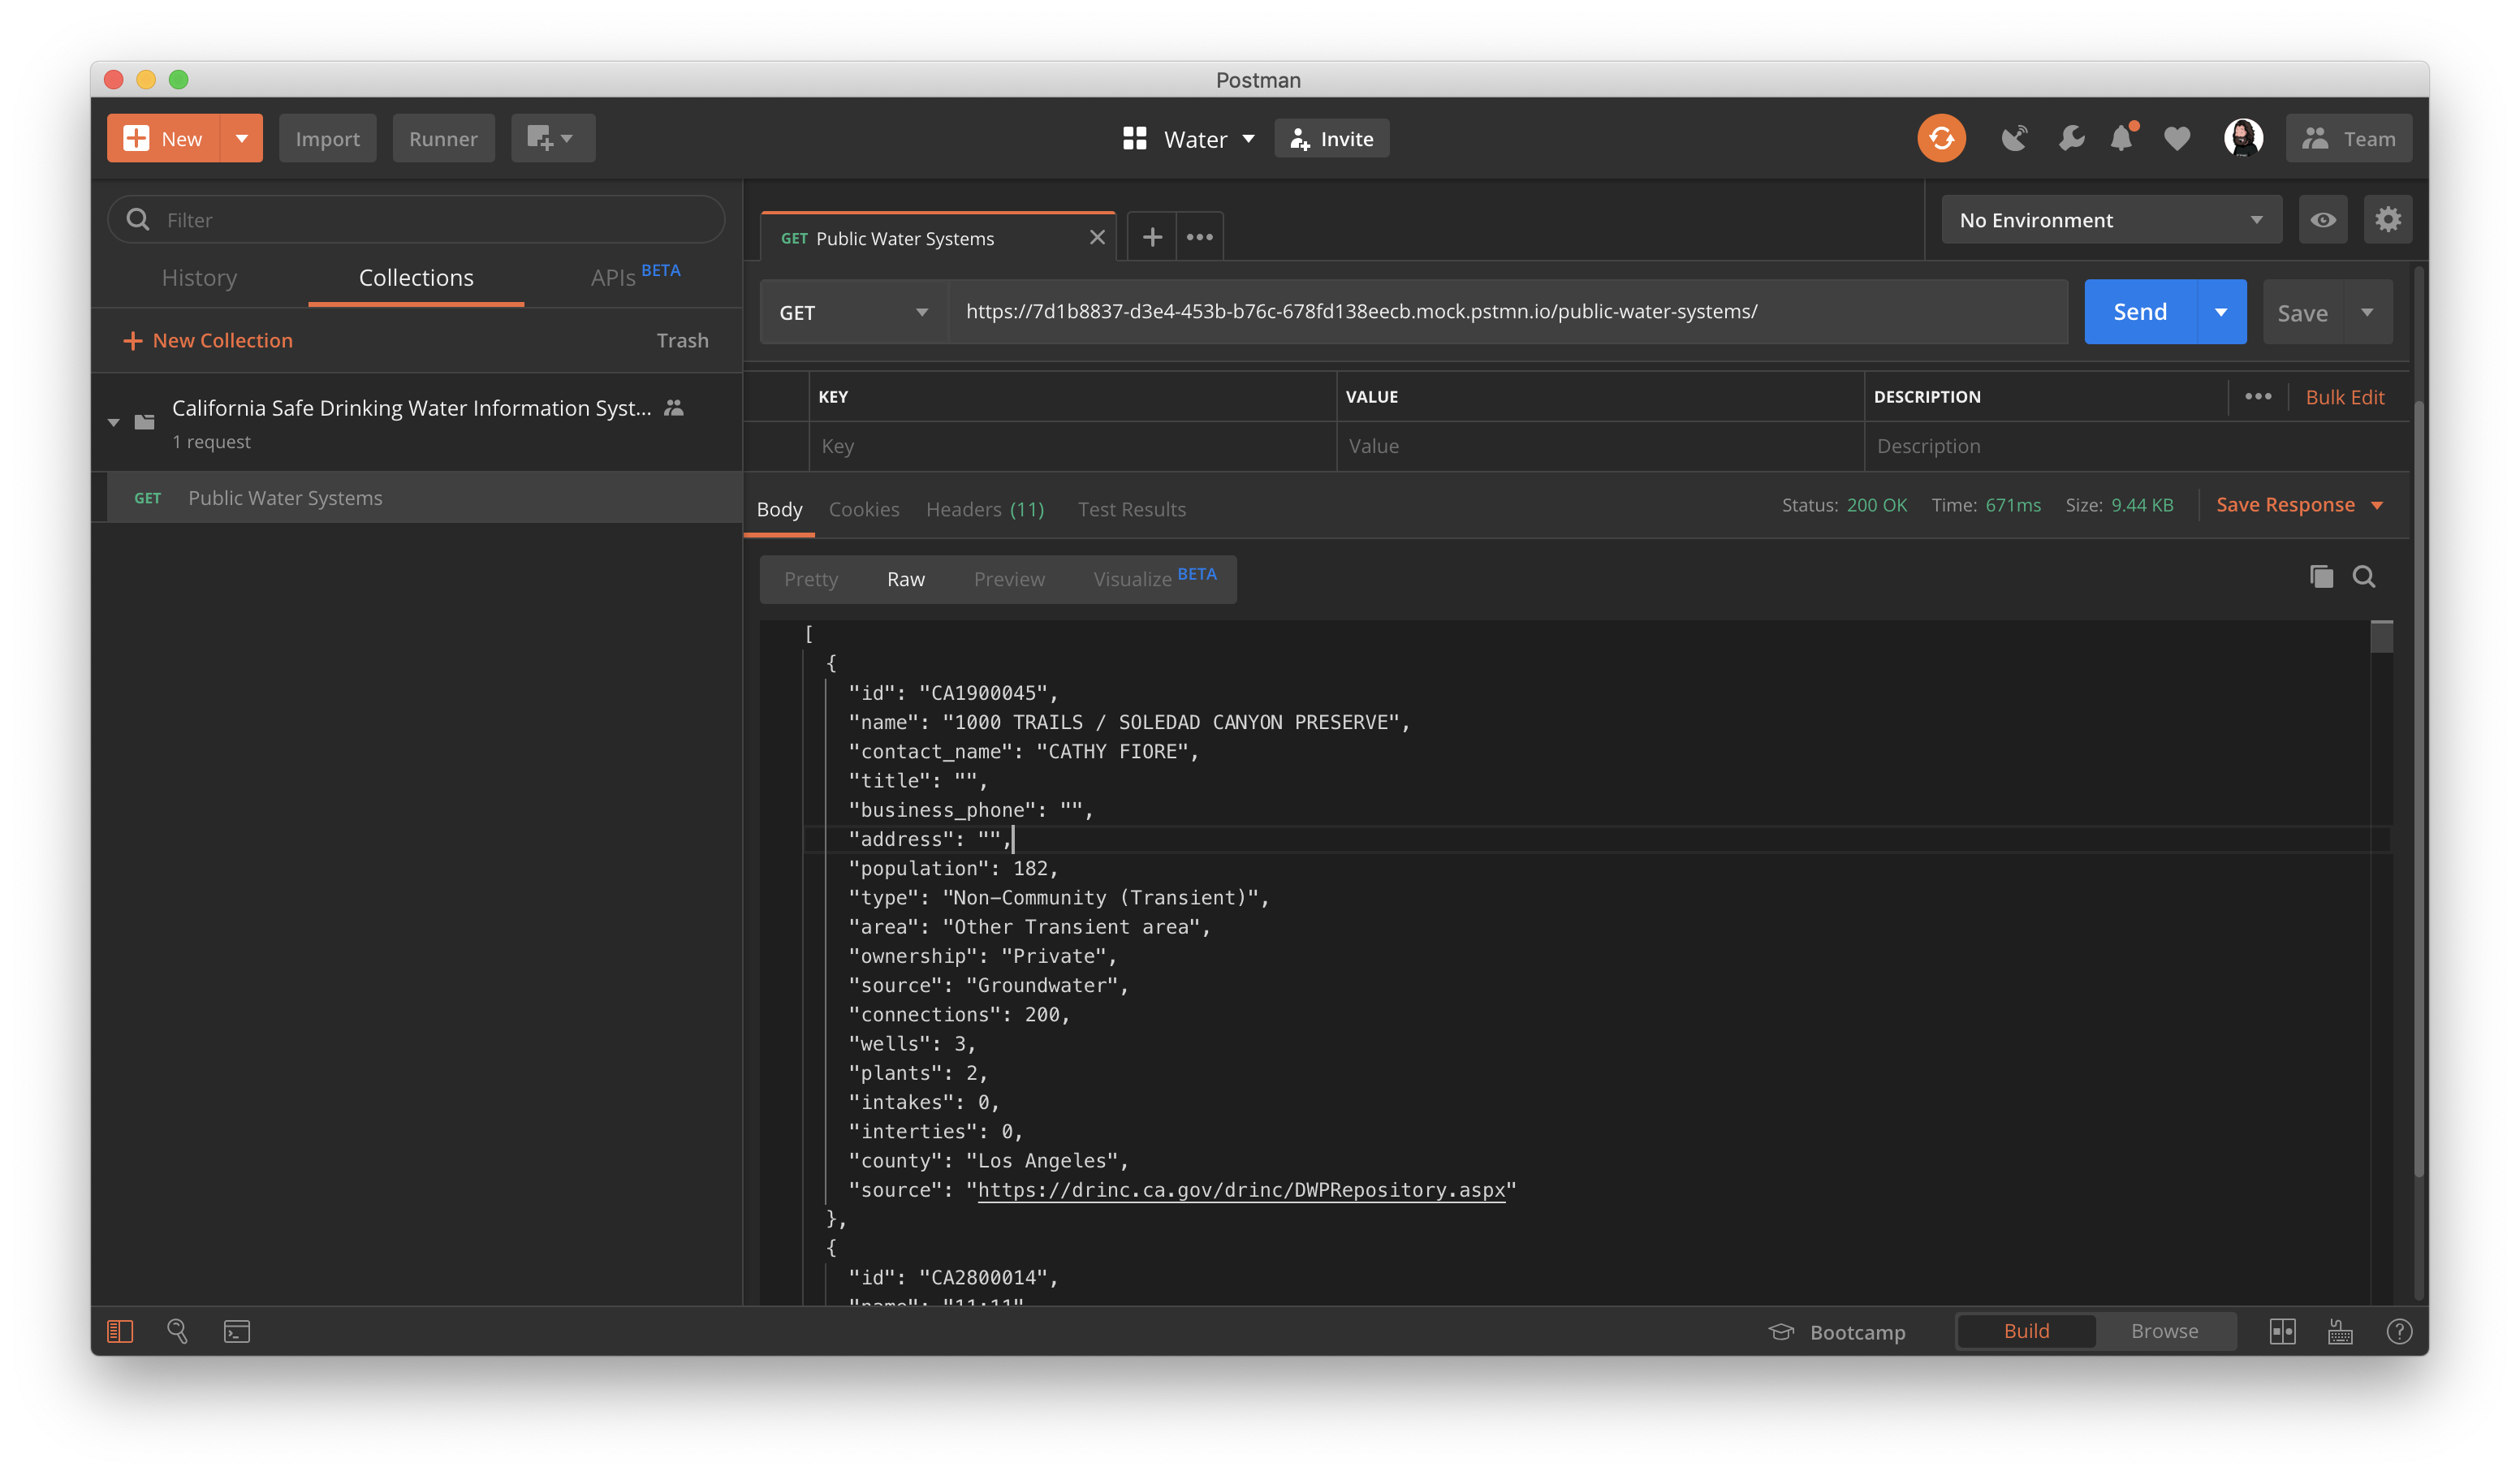 Postman
New
Import
Runner
Water
Invite
Team
Filter
History
Collections
APIs BETA
New Collection
Trash
California Safe Drinking Water Information Syst...
1 request
GET Public Water Systems
GET Public Water Systems
No Environment
GET
https://7d1b8837-d3e4-453b-b76c-678fd138eecb.mock.pstmn.io/public-water-systems/
Send
Save
KEY VALUE DESCRIPTION
Bulk Edit
Key Value Description
Body Cookies Headers (11) Test Results
Status: 200 OK Time: 671ms Size: 9.44 KB
Save Response
Pretty Raw Preview Visualize BETA
[
{
"id": "CA1900045",
"name": "1000 TRAILS / SOLEDAD CANYON PRESERVE",
"contact_name": "CATHY FIORE",
"title": "",
"business_phone": "",
"address": "",
"population": 182,
"type": "Non-Community (Transient)",
"area": "Other Transient area",
"ownership": "Private",
"source": "Groundwater",
"connections": 200,
"wells": 3,
"plants": 2,
"intakes": 0,
"interties": 0,
"county": "Los Angeles",
"source": "https://drinc.ca.gov/drinc/DWPRepository.aspx"
},
{
"id": "CA2800014",
"name": "11:11"
Bootcamp
Build
Browse